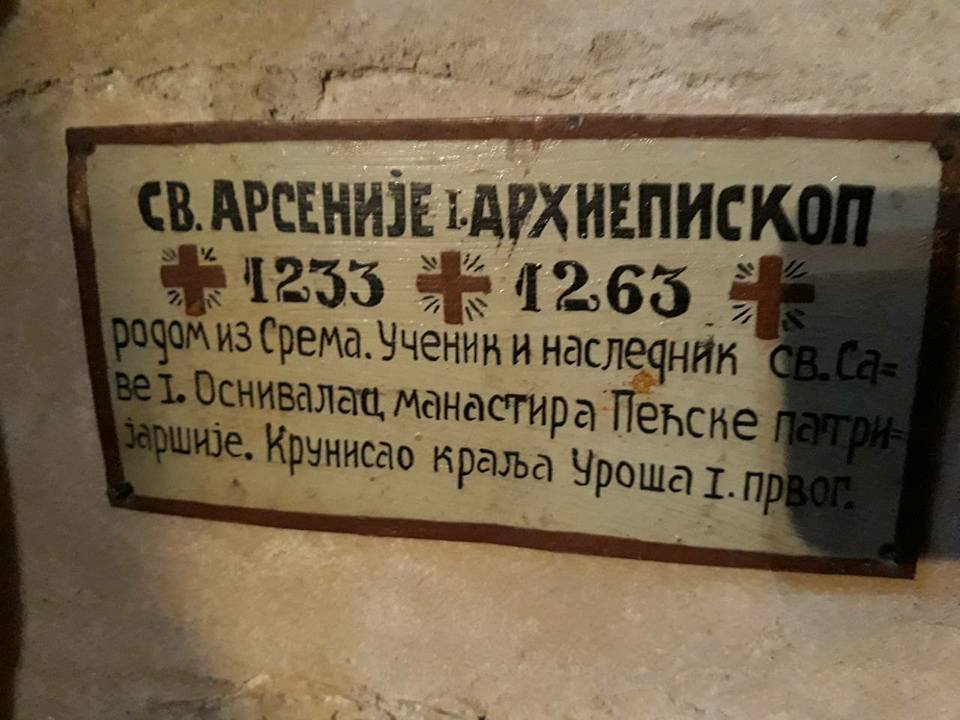 СВ. АРСЕНИЈЕ I. АРХИЕПИСКОП
1233 1263
родом из Срема. Ученик и наследник св. Са=
ве I. Оснивалац манастира Пећске патри=
јаршије. Крунисао краља Уроша I. првог.